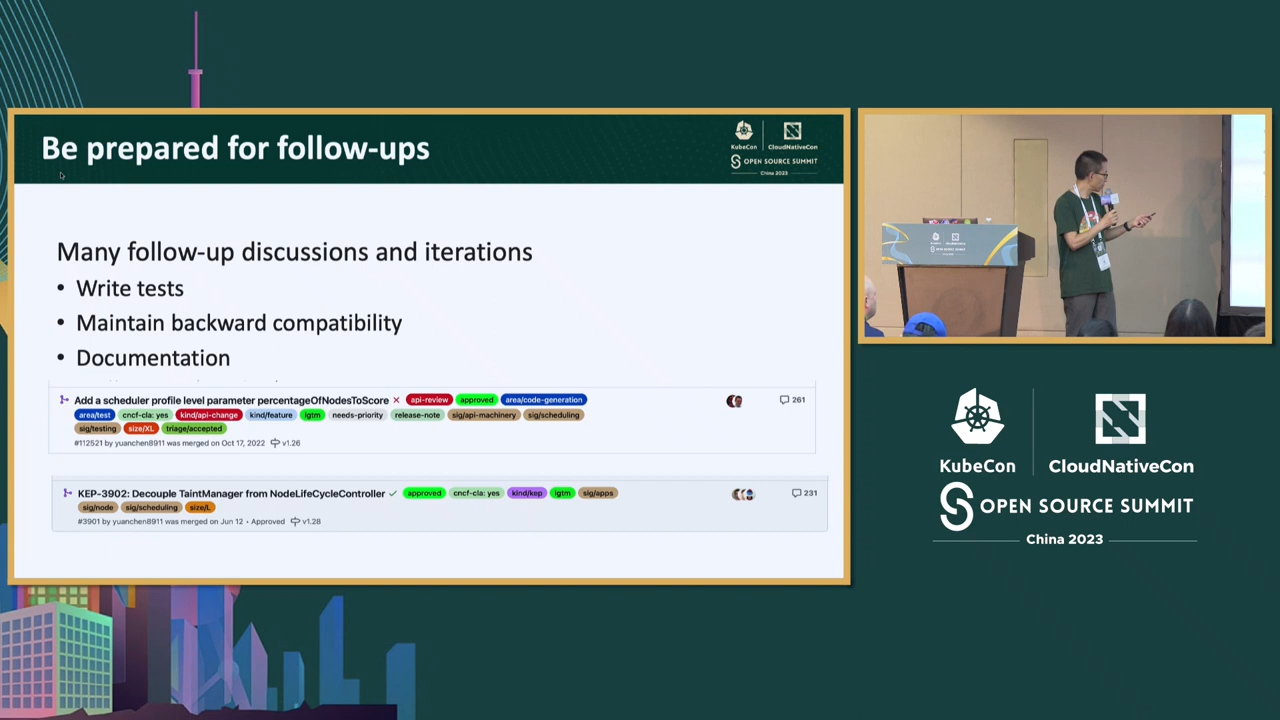 Be prepared for follow-ups
KubeCon CloudNativeCon
OPEN SOURCE SUMMIT
China 2023
Many follow-up discussions and iterations
• Write tests
• Maintain backward compatibility
• Documentation
Add a scheduler profile level parameter percentageOfNodesToScore api-review approved area/code-generation 261
area/test cncf-cla: yes kind/api-change kind/feature lgtm needs-priority release-note sig/api-machinery sig/scheduling
sig/testing size/XL triage/accepted
#112521 by yuanchen8911 was merged on Oct 17, 2022 v1.26
KEP-3902: Decouple TaintManager from NodeLifeCycleController approved cncf-cla: yes kind/kep lgtm sig/apps 231
sig/node sig/scheduling size/L
#3901 by yuanchen8911 was merged on Jun 12 • Approved v1.28
KubeCon CloudNativeCon
OPEN SOURCE SUMMIT
China 2023